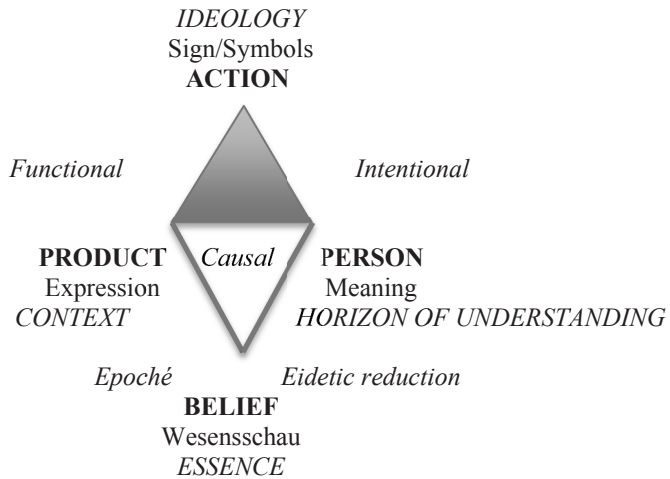 IDEOLOGY
Sign/Symbols
ACTION
Functional
Intentional
PRODUCT
Expression
CONTEXT
Causal
PERSON
Meaning
HORIZON OF UNDERSTANDING
Epoché
Eidetic reduction
BELIEF
Wesensschau
ESSENCE